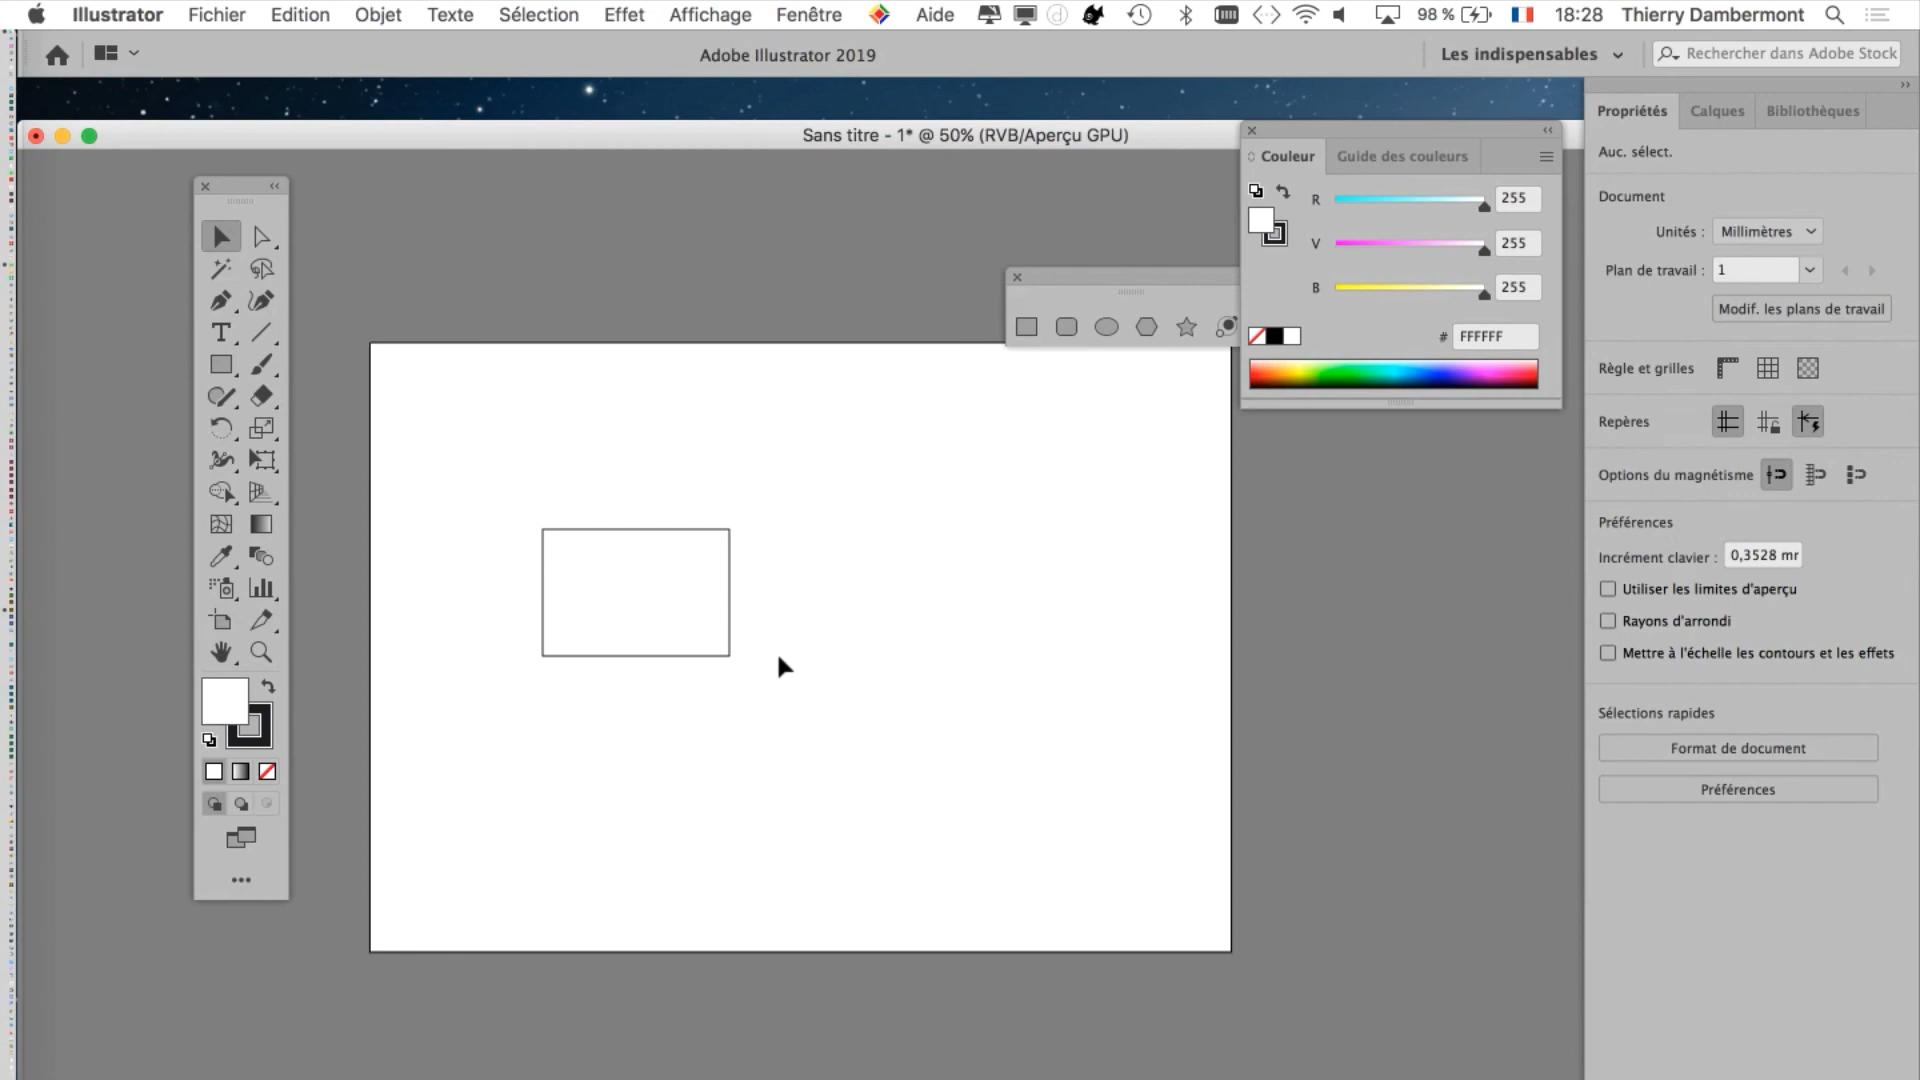 Illustrator Fichier Edition Objet Texte Sélection Effet Affichage Fenêtre Aide 98 % 18:28 Thierry Dambermont
Adobe Illustrator 2019
Les indispensables
Rechercher dans Adobe Stock
Sans titre - 1* @ 50% (RVB/Aperçu GPU)
Couleur Guide des couleurs
R 255
V 255
B 255
# FFFFFF
Propriétés Calques Bibliothèques
Auc. sélect.
Document
Unités : Millimètres
Plan de travail : 1
Modif. les plans de travail
Règle et grilles
Repères
Options du magnétisme
Préférences
Incrément clavier : 0,3528 mr
Utiliser les limites d'aperçu
Rayons d'arrondi
Mettre à l'échelle les contours et les effets
Sélections rapides
Format de document
Préférences